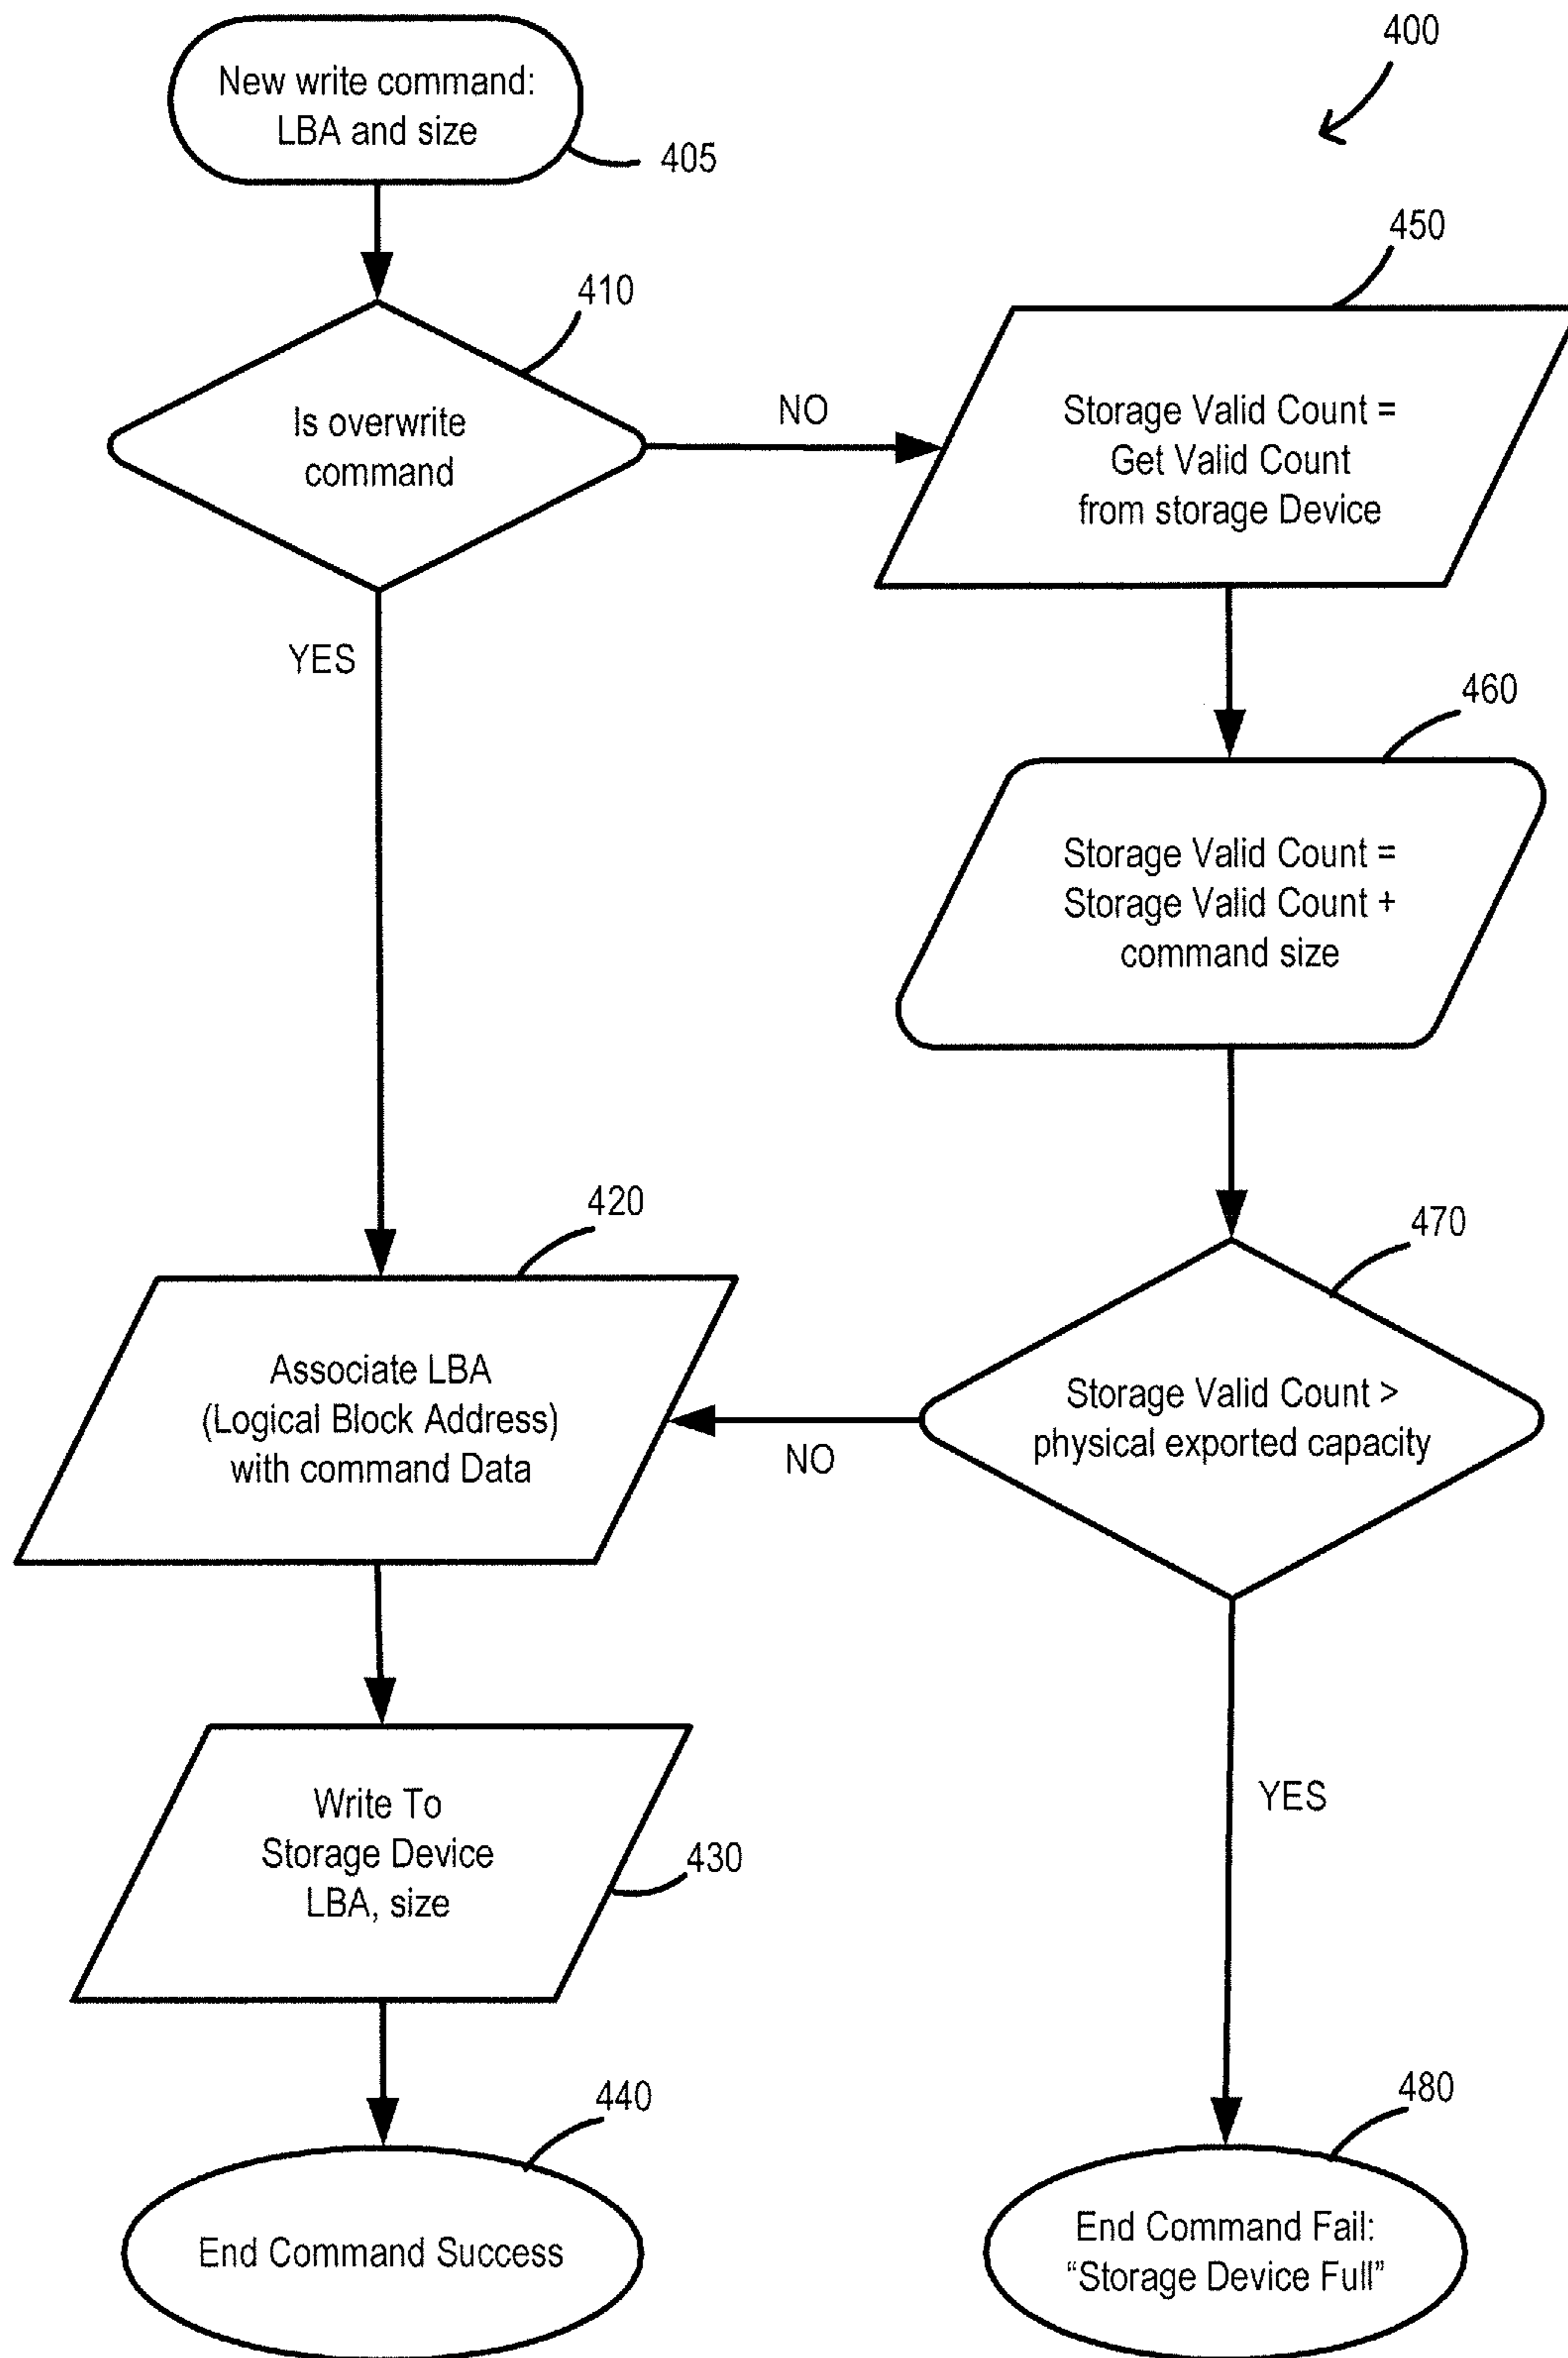 400
New write command:
LBA and size
405
410
Is overwrite
command
NO
YES
450
Storage Valid Count =
Get Valid Count
from storage Device
460
Storage Valid Count =
Storage Valid Count +
command size
420
Associate LBA
(Logical Block Address)
with command Data
NO
470
Storage Valid Count >
physical exported capacity
YES
Write To
Storage Device
LBA, size
430
440
End Command Success
480
End Command Fail:
“Storage Device Full”